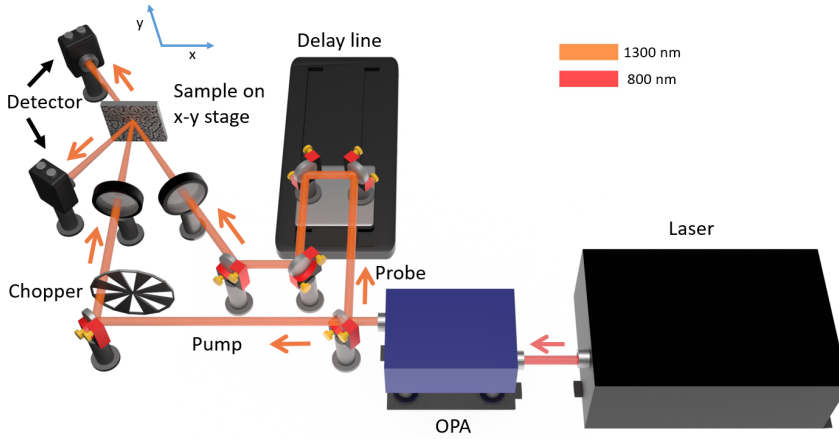 y
x
Delay line
1300 nm
800 nm
Detector
Sample on
x-y stage
Laser
Probe
Chopper
Pump
OPA